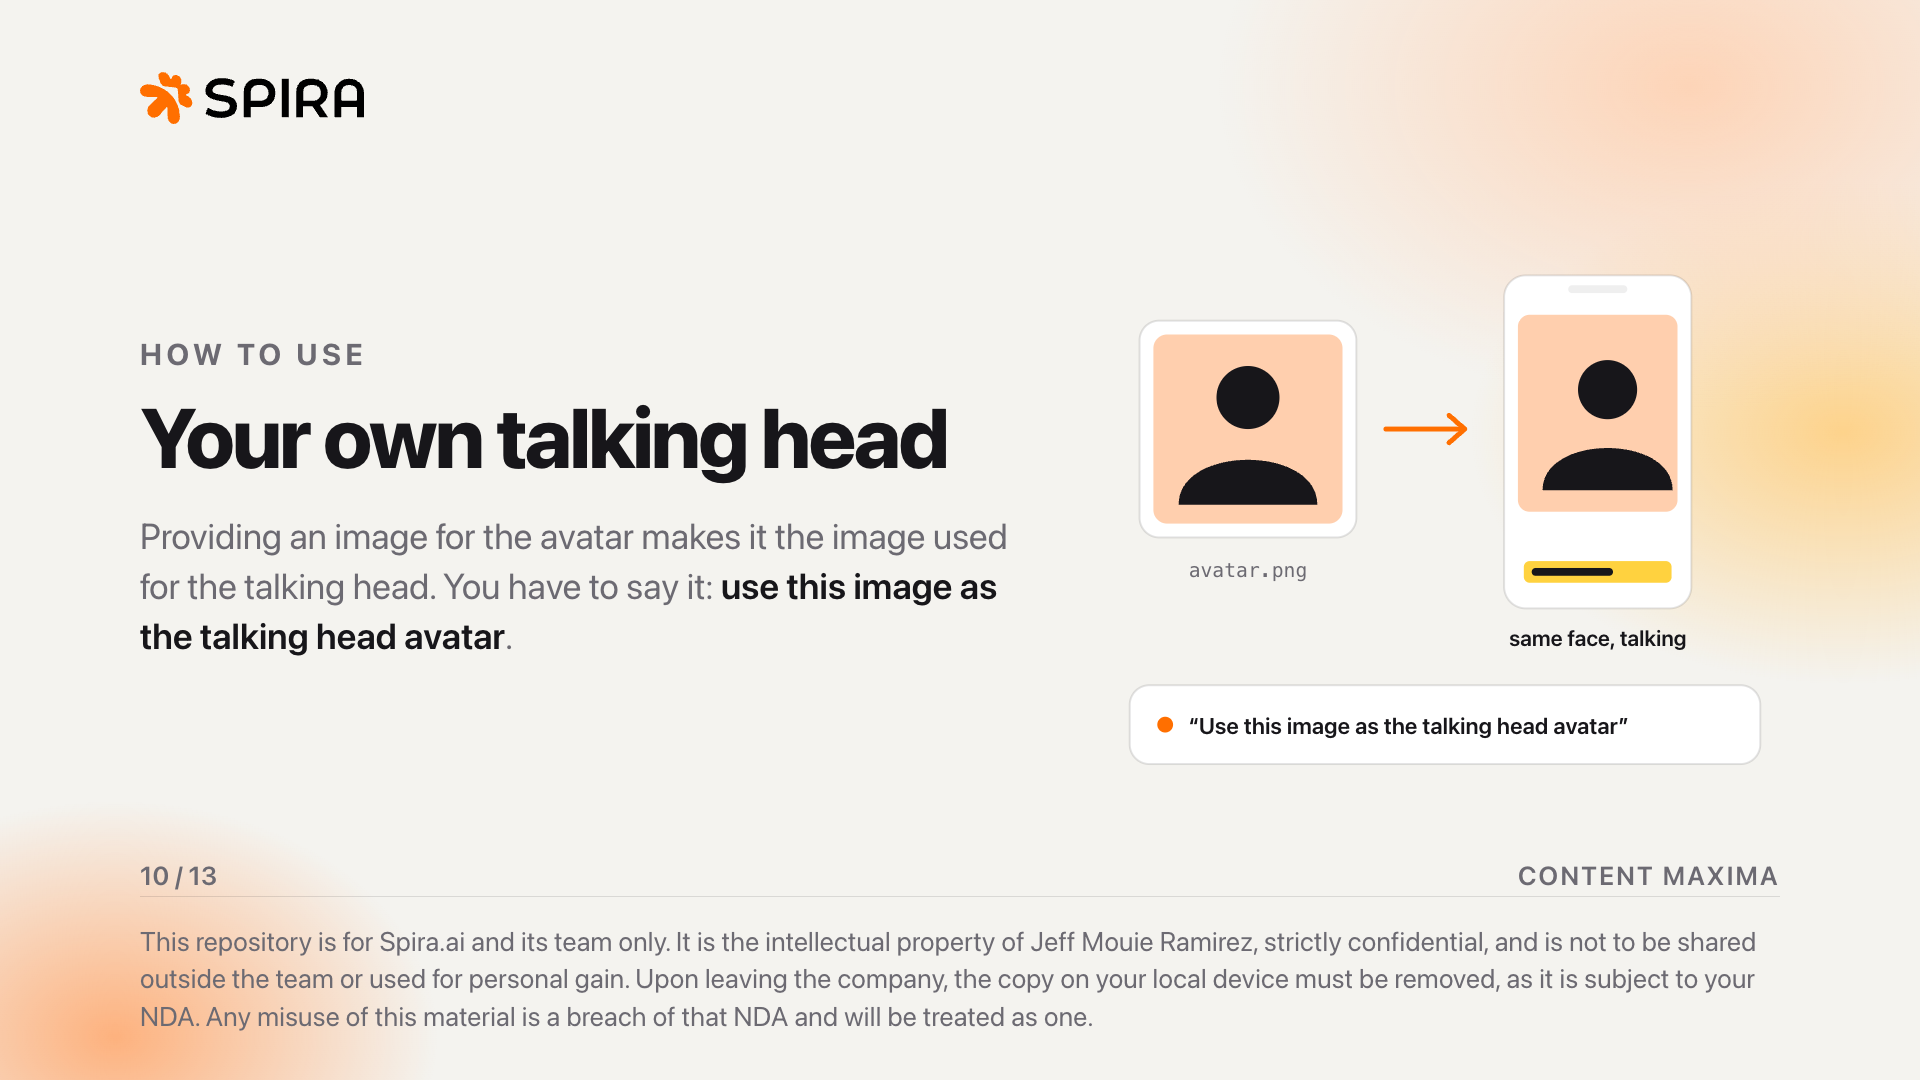 SPIRA
HOW TO USE
Your own talking head
Providing an image for the avatar makes it the image used
for the talking head. You have to say it: use this image as
the talking head avatar.
avatar.png
same face, talking
“Use this image as the talking head avatar”
10 / 13
CONTENT MAXIMA
This repository is for Spira.ai and its team only. It is the intellectual property of Jeff Mouie Ramirez, strictly confidential, and is not to be shared
outside the team or used for personal gain. Upon leaving the company, the copy on your local device must be removed, as it is subject to your
NDA. Any misuse of this material is a breach of that NDA and will be treated as one.